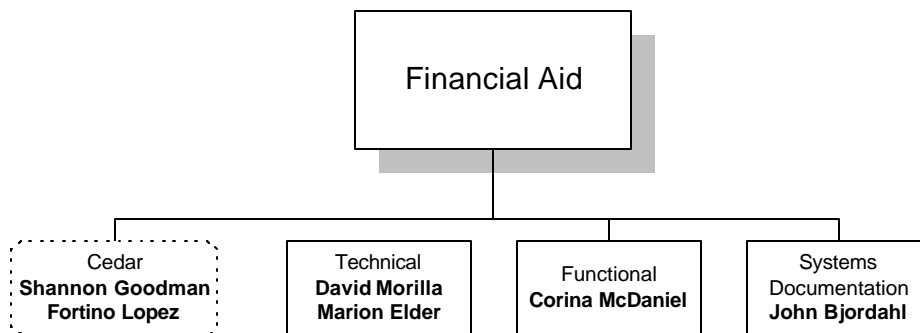 Financial Aid
Cedar
Shannon Goodman
Fortino Lopez
Technical
David Morilla
Marion Elder
Functional
Corina McDaniel
Systems
Documentation
John Bjordahl